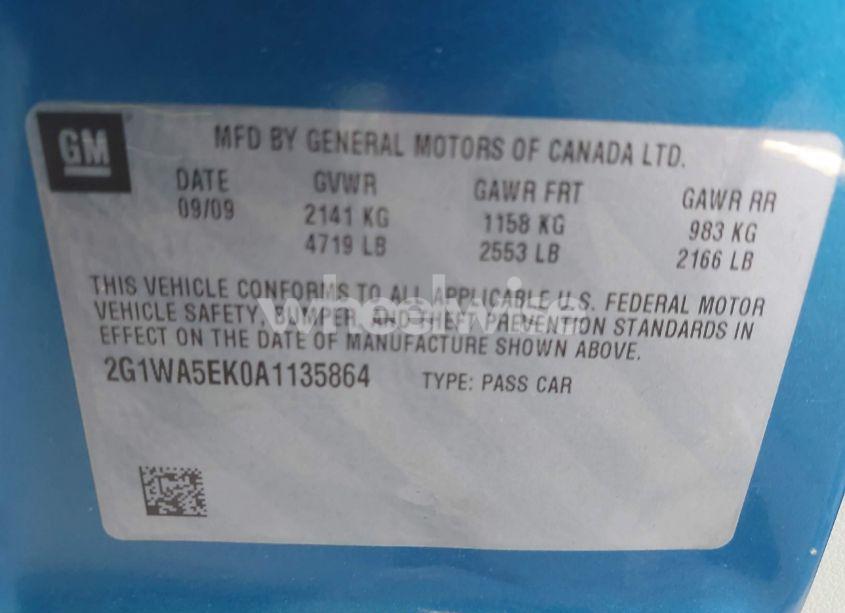 GM
MFD BY GENERAL MOTORS OF CANADA LTD.
DATE GVWR GAWR FRT GAWR RR
09/09 2141 KG 1158 KG 983 KG
4719 LB 2553 LB 2166 LB
THIS VEHICLE CONFORMS TO ALL APPLICABLE U.S. FEDERAL MOTOR
VEHICLE SAFETY, BUMPER, AND THEFT PREVENTION STANDARDS IN
EFFECT ON THE DATE OF MANUFACTURE SHOWN ABOVE.
2G1WA5EK0A1135864 TYPE: PASS CAR
wheelwise